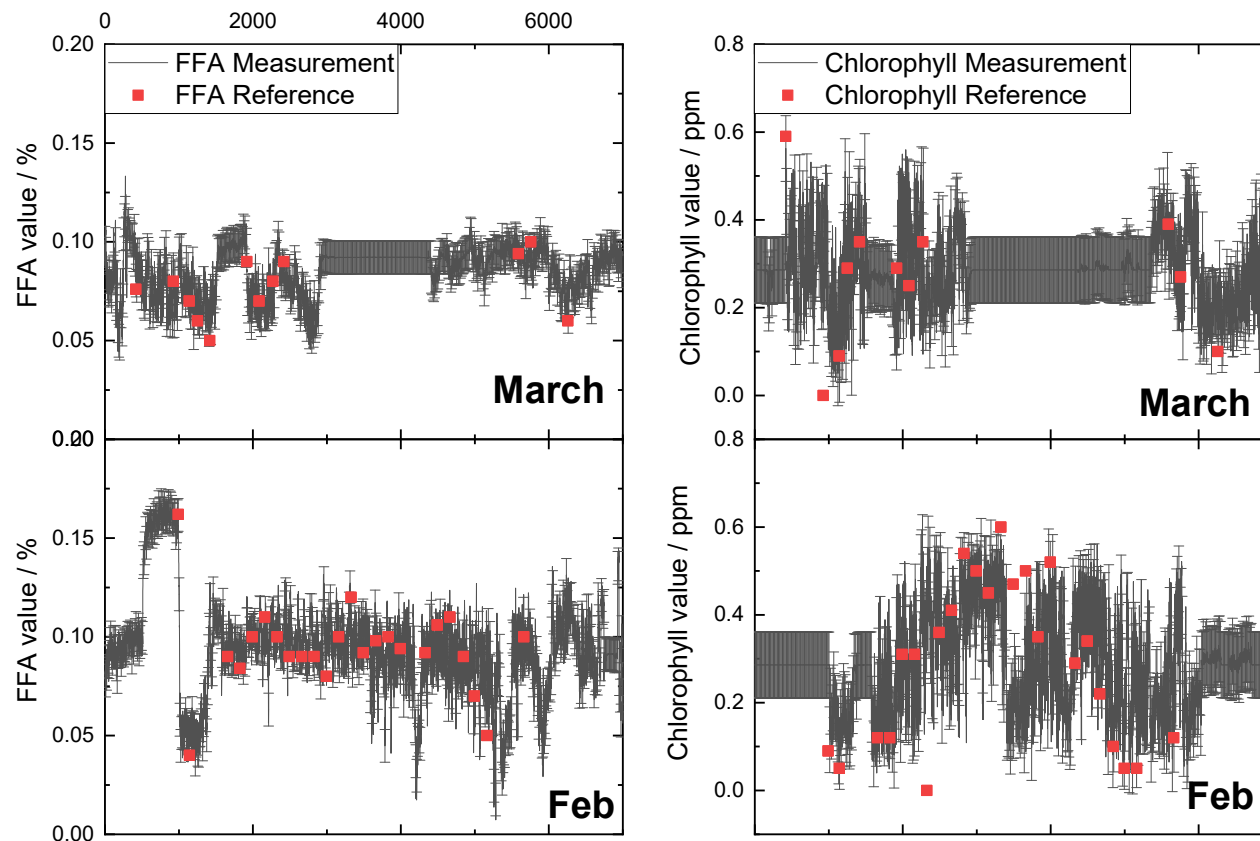 0 2000 4000 6000
0.20
0.15
0.10
0.05
FFA value / %
FFA Measurement
FFA Reference
March
0.8
0.6
0.4
0.2
0.0
Chlorophyll value / ppm
Chlorophyll Measurement
Chlorophyll Reference
March
0.20
0.15
0.10
0.05
0.00
FFA value / %
Feb
0.8
0.6
0.4
0.2
0.0
Chlorophyll value / ppm
Feb